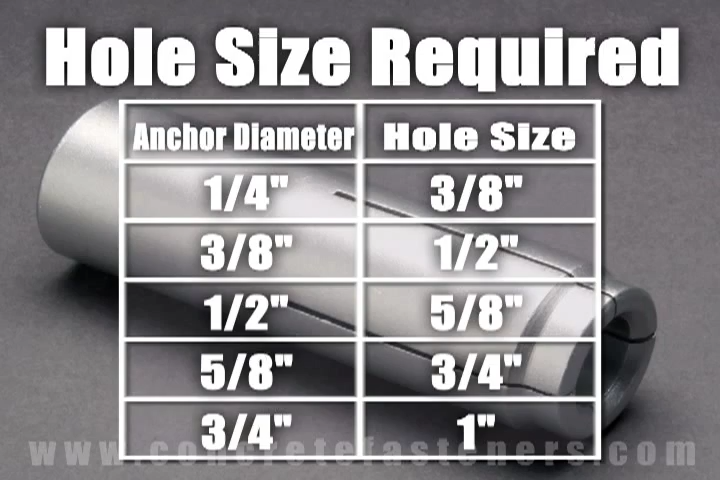 Hole Size Required
Anchor Diameter Hole Size
1/4" 3/8"
3/8" 1/2"
1/2" 5/8"
5/8" 3/4"
3/4" 1"
www.concretefasteners.com